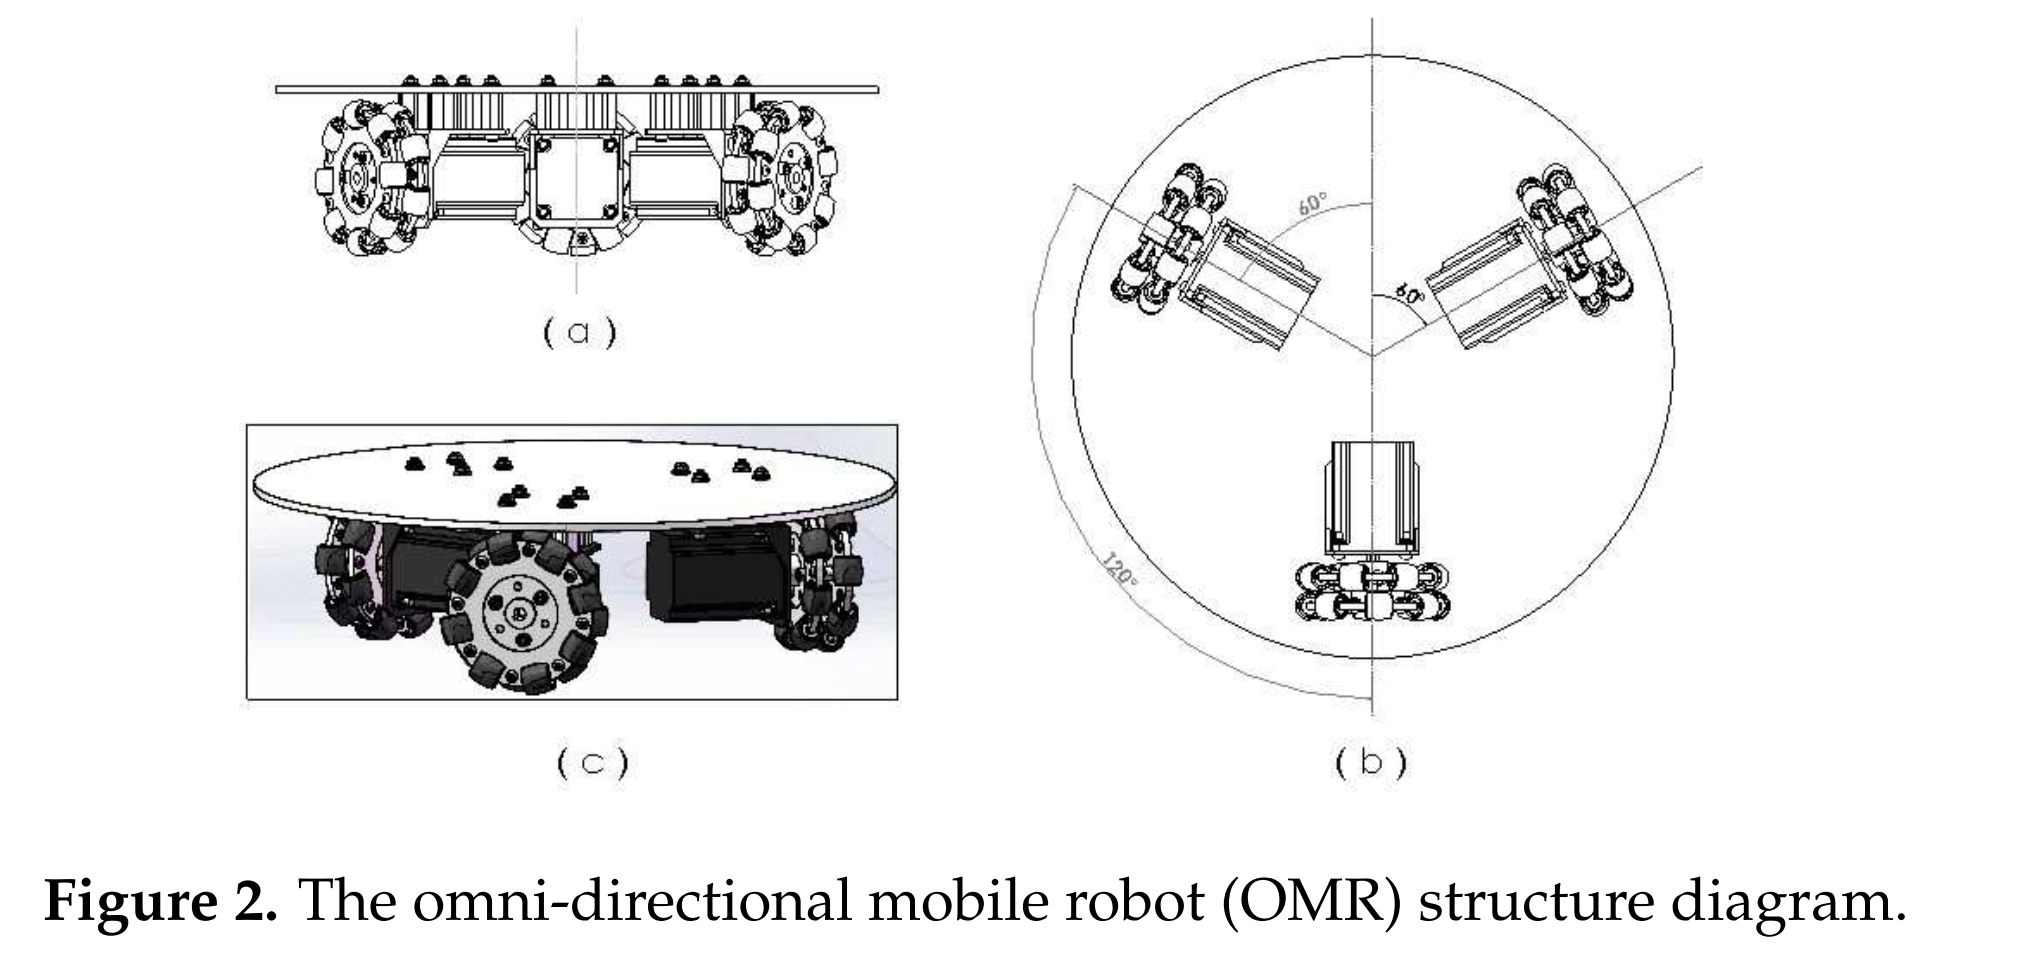 (a)
60°
60°
120°
(c)
(b)
Figure 2. The omni-directional mobile robot (OMR) structure diagram.